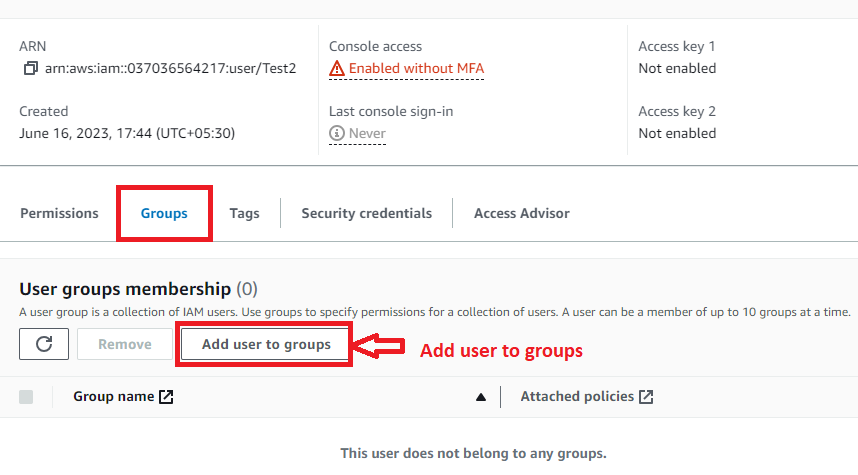 ARN
arn:aws:iam::037036564217:user/Test2
Console access
Enabled without MFA
Access key 1
Not enabled
Created
June 16, 2023, 17:44 (UTC+05:30)
Last console sign-in
Never
Access key 2
Not enabled
Permissions Groups Tags Security credentials Access Advisor
User groups membership (0)
A user group is a collection of IAM users. Use groups to specify permissions for a collection of users. A user can be a member of up to 10 groups at a time.
Remove Add user to groups Add user to groups
Group name Attached policies
This user does not belong to any groups.